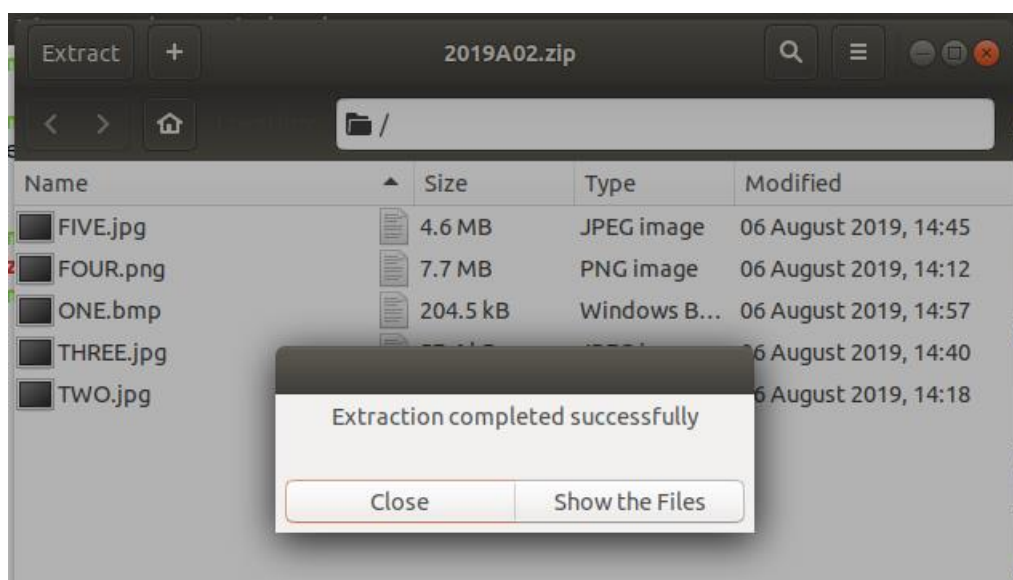 Extract + 2019A02.zip
/
Name Size Type Modified
FIVE.jpg 4.6 MB JPEG image 06 August 2019, 14:45
FOUR.png 7.7 MB PNG image 06 August 2019, 14:12
ONE.bmp 204.5 kB Windows B... 06 August 2019, 14:57
THREE.jpg 6 August 2019, 14:40
TWO.jpg 6 August 2019, 14:18
Extraction completed successfully
Close Show the Files